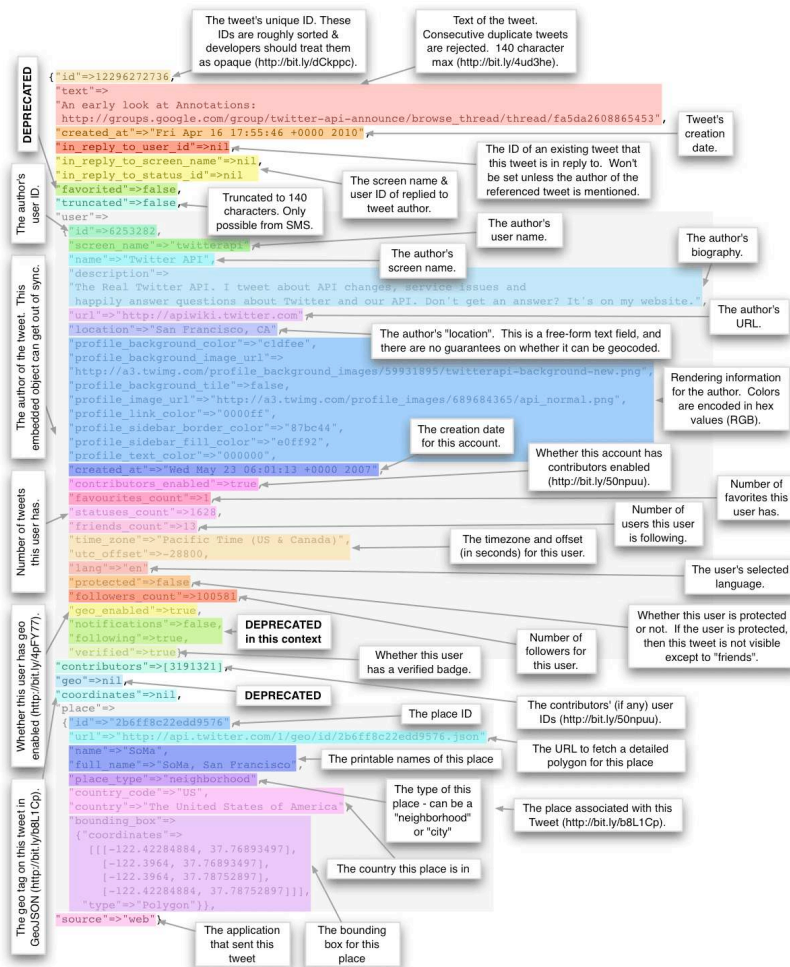 The tweet's unique ID. These
IDs are roughly sorted &
developers should treat them
as opaque (http://bit.ly/dCkppc).
Text of the tweet.
Consecutive duplicate tweets
are rejected. 140 character
max (http://bit.ly/4ud3he).
DEPRECATED
{"id"=>12296272736,
"text"=>
"An early look at Annotations:
http://groups.google.com/group/twitter-api-announce/browse_thread/thread/fa5da2608865453",
"created_at"=>"Fri Apr 16 17:55:46 +0000 2010",
Tweet's
creation
date.
"in_reply_to_user_id"=>nil,
"in_reply_to_screen_name"=>nil,
"in_reply_to_status_id"=>nil
The ID of an existing tweet that
this tweet is in reply to. Won't
be set unless the author of the
referenced tweet is mentioned.
The screen name &
user ID of replied to
tweet author.
"favorited"=>false,
"truncated"=>false,
Truncated to 140
characters. Only
possible from SMS.
The author's
user ID.
"user"=>
{"id"=>6253282,
"screen_name"=>"twitterapi",
The author's
user name.
"name"=>"Twitter API",
The author's
screen name.
The author's
biography.
"description"=>
"The Real Twitter API. I tweet about API changes, service issues and
happily answer questions about Twitter and our API. Don't get an answer? It's on my website.",
"url"=>"http://apiwiki.twitter.com",
The author's
URL.
"location"=>"San Francisco, CA",
The author's "location". This is a free-form text field, and
there are no guarantees on whether it can be geocoded.
The author of the tweet. This
embedded object can get out of sync.
"profile_background_color"=>"c1dfee",
"profile_background_image_url"=>
"http://a3.twimg.com/profile_background_images/59931895/twitterapi-background-new.png",
"profile_background_tile"=>false,
"profile_image_url"=>"http://a3.twimg.com/profile_images/689684365/api_normal.png",
"profile_link_color"=>"0000ff",
"profile_sidebar_border_color"=>"87bc44",
"profile_sidebar_fill_color"=>"e0ff92",
"profile_text_color"=>"000000",
Rendering information
for the author. Colors
are encoded in hex
values (RGB).
"created_at"=>"Wed May 23 06:01:13 +0000 2007",
The creation date
for this account.
"contributors_enabled"=>true,
Whether this account has
contributors enabled
(http://bit.ly/50npuu).
"favourites_count"=>1,
Number of
favorites this
user has.
"statuses_count"=>1628,
Number of tweets
this user has.
"friends_count"=>13,
Number of
users this user
is following.
"time_zone"=>"Pacific Time (US & Canada)",
"utc_offset"=>-28800,
The timezone and offset
(in seconds) for this user.
"lang"=>"en",
The user's selected
language.
"protected"=>false,
Whether this user is protected
or not. If the user is protected,
then this tweet is not visible
except to "friends".
"followers_count"=>100581,
Number of
followers for
this user.
"geo_enabled"=>true,
Whether this user has geo
enabled (http://bit.ly/4pFY77).
"notifications"=>false,
"following"=>true,
DEPRECATED
in this context
"verified"=>true},
Whether this user
has a verified badge.
"contributors"=>[3191321],
The contributors' (if any) user
IDs (http://bit.ly/50npuu).
"geo"=>nil,
DEPRECATED
"coordinates"=>nil,
The geo tag on this tweet in
GeoJSON (http://bit.ly/b8L1Cp).
"place"=>
{"id"=>"2b6ff8c22edd9576",
The place ID
"url"=>"http://api.twitter.com/1/geo/id/2b6ff8c22edd9576.json",
The URL to fetch a detailed
polygon for this place
"name"=>"SoMa",
"full_name"=>"SoMa, San Francisco",
The printable names of this place
"place_type"=>"neighborhood",
The type of this
place - can be a
"neighborhood"
or "city"
"country_code"=>"US",
"country"=>"The United States of America",
The country this place is in
The place associated with this
Tweet (http://bit.ly/b8L1Cp).
"bounding_box"=>
{"coordinates"=>
[[[-122.42284884, 37.76893497],
[-122.3964, 37.76893497],
[-122.3964, 37.78752897],
[-122.42284884, 37.78752897]]],
"type"=>"Polygon"}},
The bounding
box for this
place
"source"=>"web"}
The application
that sent this
tweet